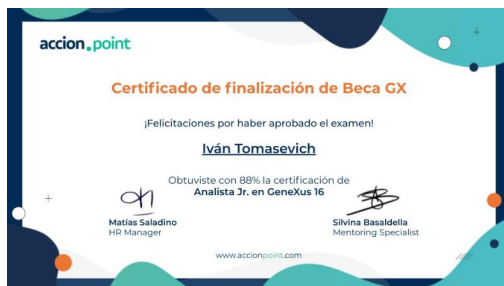 accion.point
Certificado de finalización de Beca GX
¡Felicitaciones por haber aprobado el examen!
Iván Tomasevich
Obtuviste con 88% la certificación de
Analista Jr. en GeneXus 16
Matías Saladino
HR Manager
Silvina Basaldella
Mentoring Specialist
www.accionpoint.com